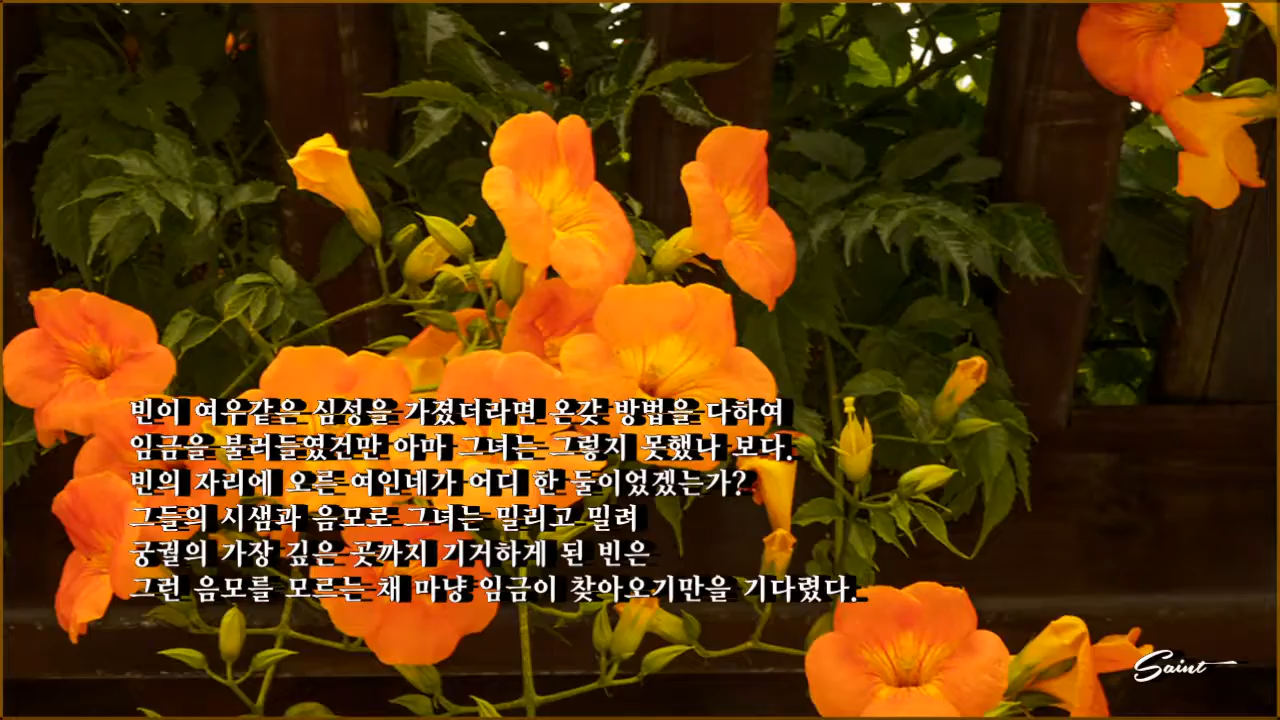 빈이 여우같은 심성을 가졌더라면 온갖 방법을 다하여
임금을 불러들였건만 아마 그녀는 그렇지 못했나 보다.
빈의 자리에 오른 여인네가 어디 한 둘이었겠는가?
그들의 시샘과 음모로 그녀는 밀리고 밀려
궁궐의 가장 깊은 곳까지 기거하게 된 빈은
그런 음모를 모르는 채 마냥 임금이 찾아오기만을 기다렸다.
Saint